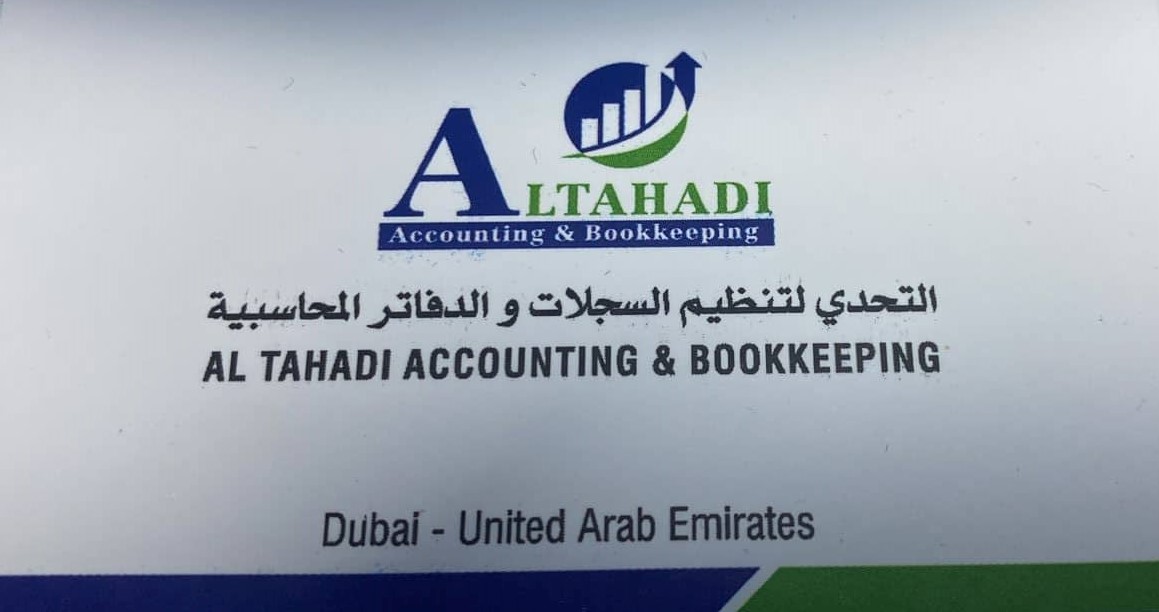 ALTAHADI
Accounting & Bookkeeping
التحدي لتنظيم السجلات و الدفاتر المحاسبية
AL TAHADI ACCOUNTING & BOOKKEEPING
Dubai - United Arab Emirates